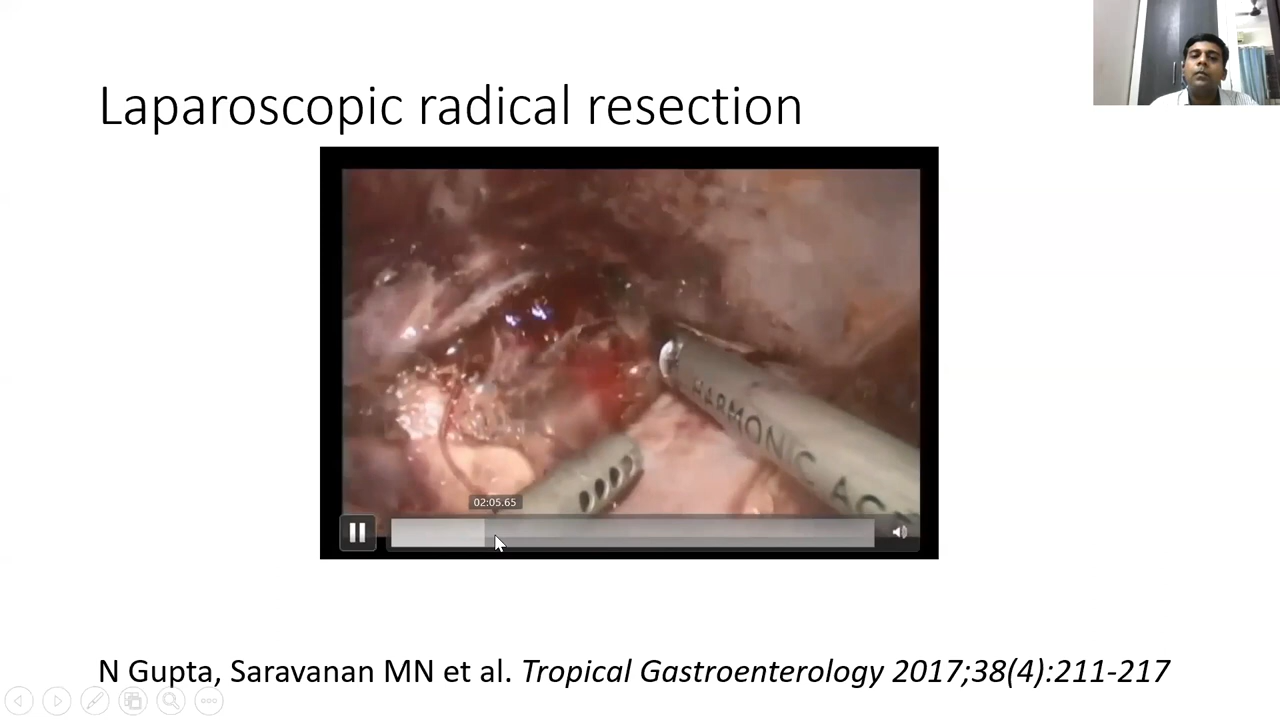 Laparoscopic radical resection
HARMONIC AC
02:05.65
N Gupta, Saravanan MN et al. Tropical Gastroenterology 2017;38(4):211-217